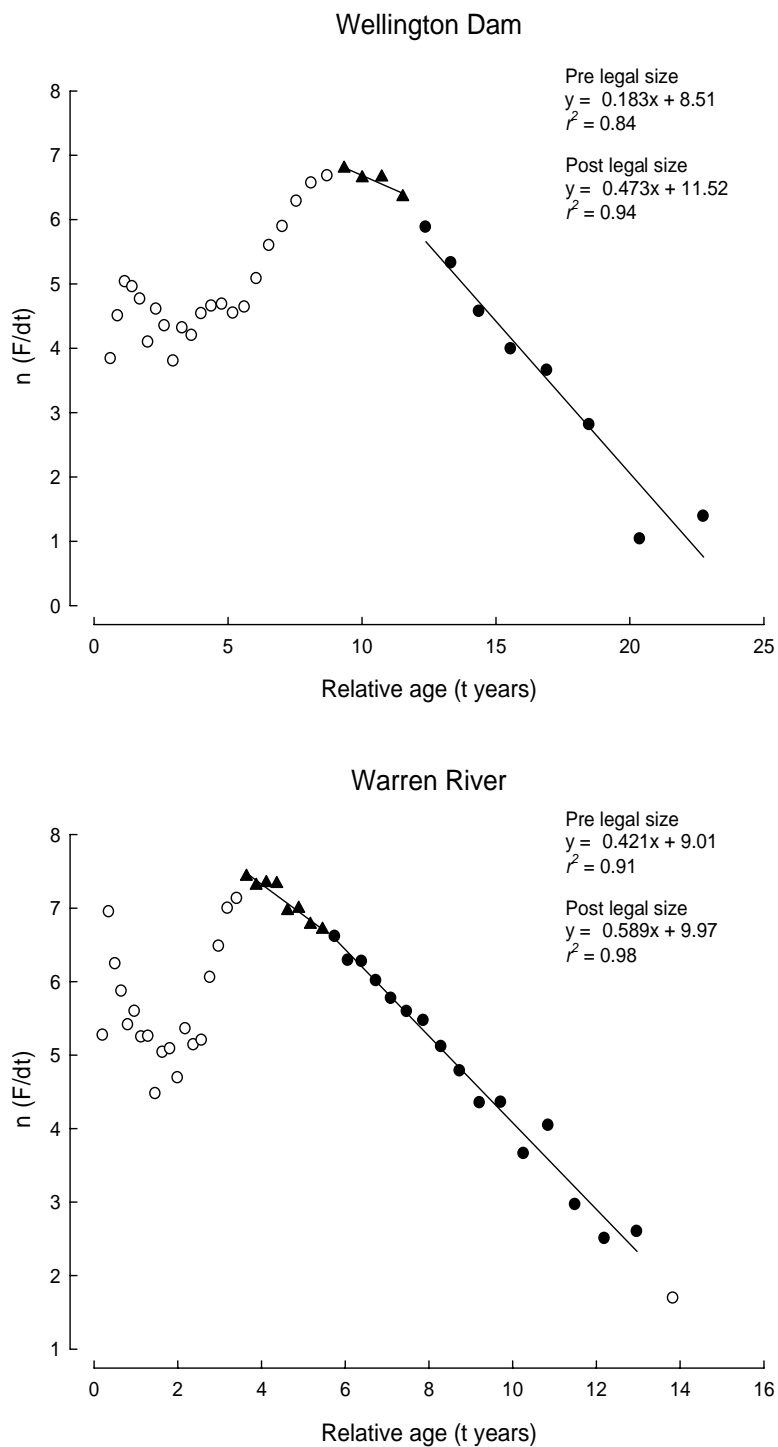 Wellington Dam
Pre legal size
y = 0.183x + 8.51
r² = 0.84
Post legal size
y = 0.473x + 11.52
r² = 0.94
8
7
6
5
4
3
2
1
0
n (F/dt)
0 5 10 15 20 25
Relative age (t years)
Warren River
Pre legal size
y = 0.421x + 9.01
r² = 0.91
Post legal size
y = 0.589x + 9.97
r² = 0.98
8
7
6
5
4
3
2
1
n (F/dt)
0 2 4 6 8 10 12 14 16
Relative age (t years)